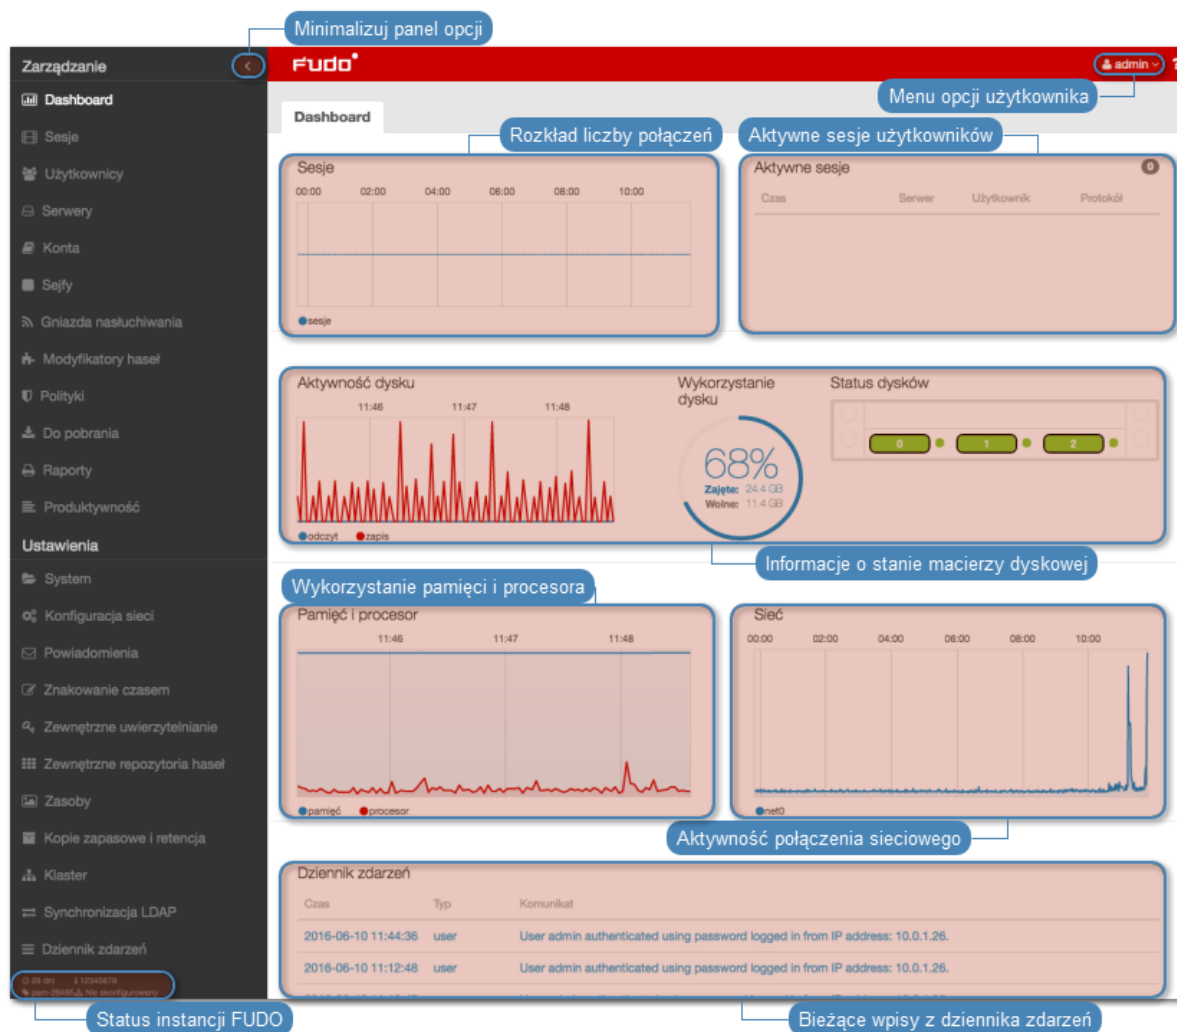 Minimalizuj panel opcji
Zarządzanie
FUDO
admin
?
Menu opcji użytkownika
Dashboard
Sesje
Użytkownicy
Serwery
Konta
Sejfy
Gniazda nasłuchiwania
Modyfikatory haseł
Polityki
Do pobrania
Raporty
Produktywność
Ustawienia
System
Konfiguracja sieci
Powiadomienia
Znakowanie czasem
Zewnętrzne uwierzytelnianie
Zewnętrzne repozytoria haseł
Zasoby
Kopie zapasowe i retencja
Klaster
Synchronizacja LDAP
Dziennik zdarzeń
29 dni 12345678
pam-28485 Nie skonfigurowany
Status instancji FUDO
Dashboard
Rozkład liczby połączeń
Aktywne sesje użytkowników
Sesje
00:00 02:00 04:00 06:00 08:00 10:00
sesje
Aktywne sesje 0
Czas Serwer Użytkownik Protokół
Aktywność dysku
11:46 11:47 11:48
odczyt zapis
Wykorzystanie
dysku
68%
Zajęte: 24.4 GB
Wolne: 11.4 GB
Status dysków
0 1 2
Informacje o stanie macierzy dyskowej
Wykorzystanie pamięci i procesora
Pamięć i procesor
11:46 11:47 11:48
pamięć procesor
Sieć
00:00 02:00 04:00 06:00 08:00 10:00
net0
Aktywność połączenia sieciowego
Dziennik zdarzeń
Czas Typ Komunikat
2016-06-10 11:44:36 user User admin authenticated using password logged in from IP address: 10.0.1.26.
2016-06-10 11:12:48 user User admin authenticated using password logged in from IP address: 10.0.1.26.
Bieżące wpisy z dziennika zdarzeń